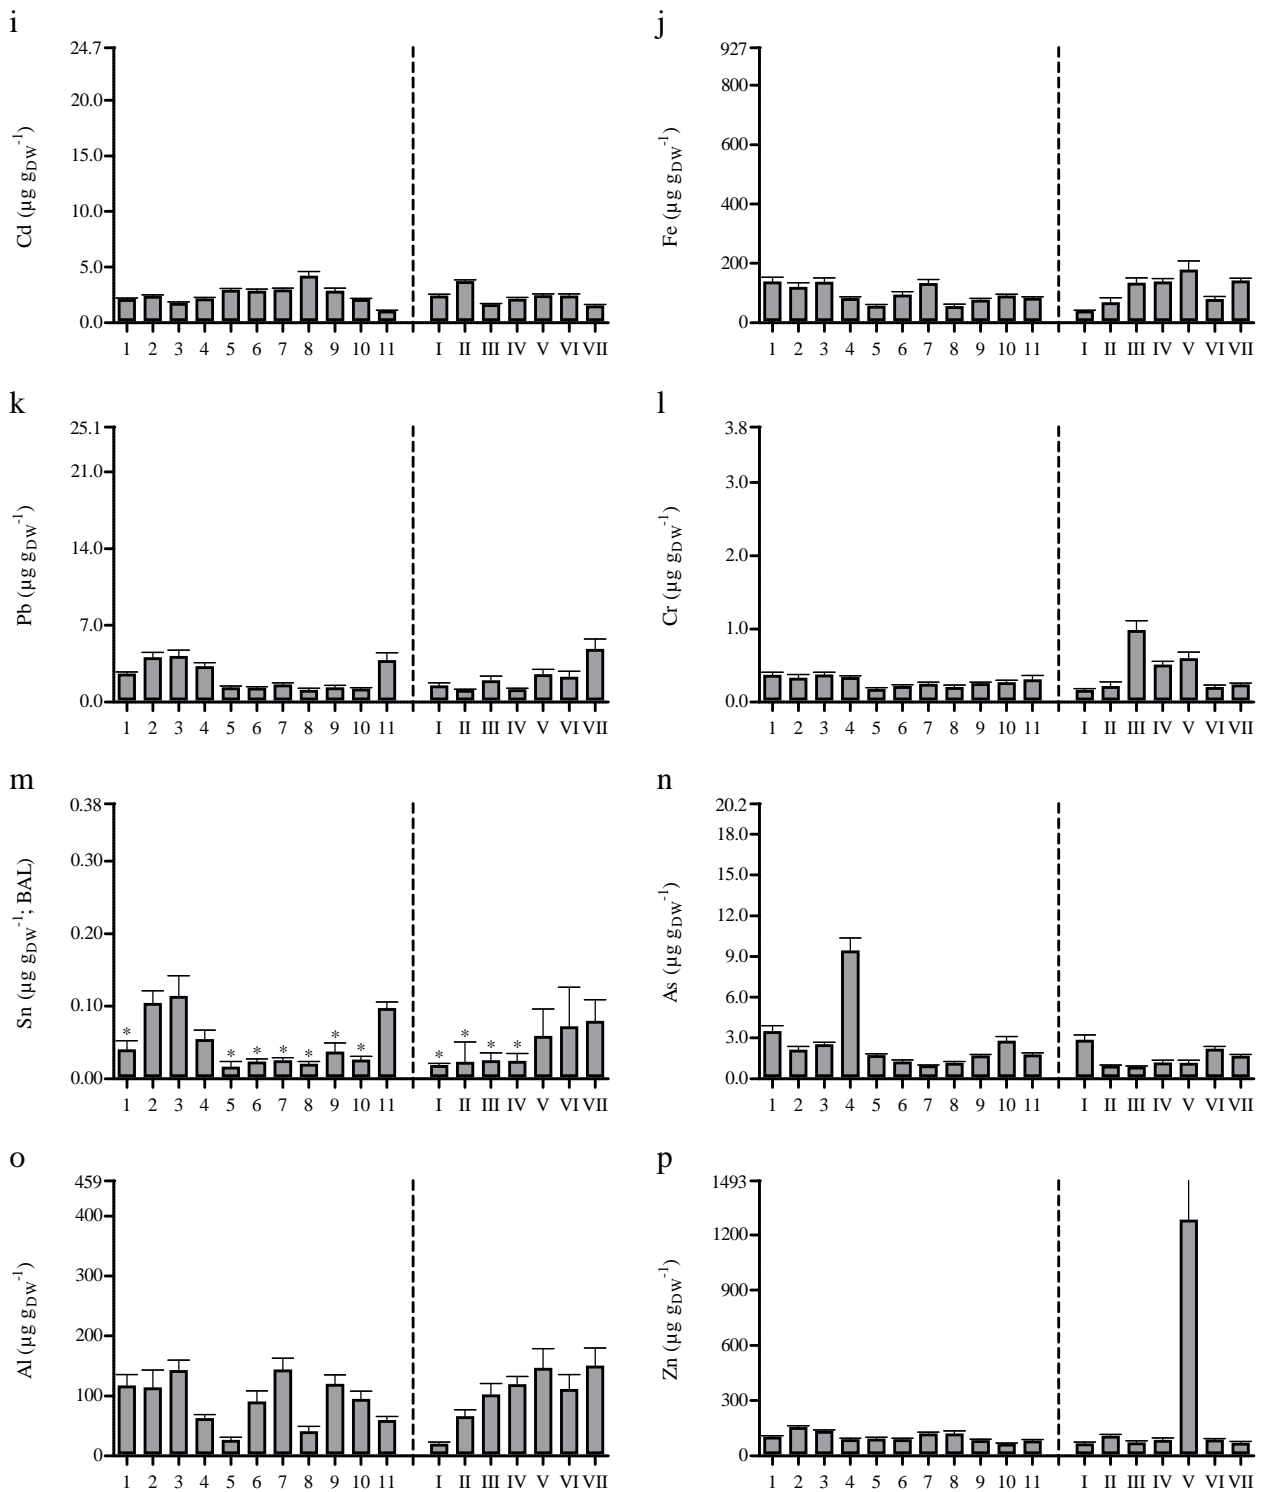 i
Cd (µg gDW-1)
24.7
20.0
15.0
10.0
5.0
0.0
1 2 3 4 5 6 7 8 9 10 11 I II III IV V VI VII
j
Fe (µg gDW-1)
927
800
600
400
200
0
1 2 3 4 5 6 7 8 9 10 11 I II III IV V VI VII
k
Pb (µg gDW-1)
25.1
21.0
14.0
7.0
0.0
1 2 3 4 5 6 7 8 9 10 11 I II III IV V VI VII
l
Cr (µg gDW-1)
3.8
3.0
2.0
1.0
0.0
1 2 3 4 5 6 7 8 9 10 11 I II III IV V VI VII
m
Sn (µg gDW-1; BAL)
0.38
0.30
0.20
0.10
0.00
* * * * * * * * * * *
1 2 3 4 5 6 7 8 9 10 11 I II III IV V VI VII
n
As (µg gDW-1)
20.2
18.0
15.0
12.0
9.0
6.0
3.0
0.0
1 2 3 4 5 6 7 8 9 10 11 I II III IV V VI VII
o
Al (µg gDW-1)
459
400
300
200
100
0
1 2 3 4 5 6 7 8 9 10 11 I II III IV V VI VII
p
Zn (µg gDW-1)
1493
1200
900
600
300
0
1 2 3 4 5 6 7 8 9 10 11 I II III IV V VI VII